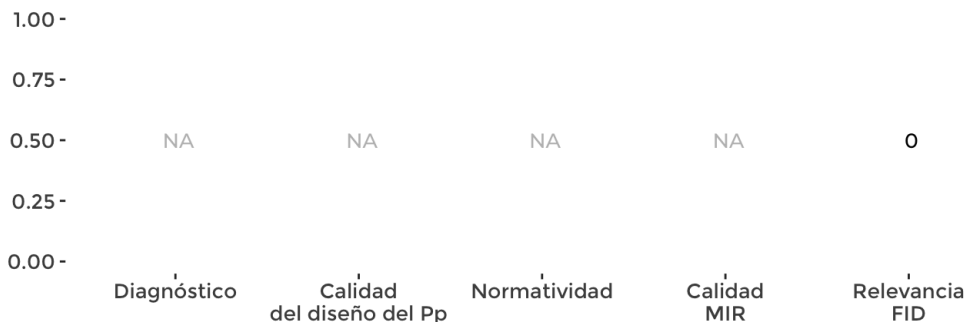 1.00
0.75
0.50
NA NA NA NA 0
0.25
0.00
Diagnóstico Calidad Normatividad Calidad Relevancia
del diseño del Pp MIR FID